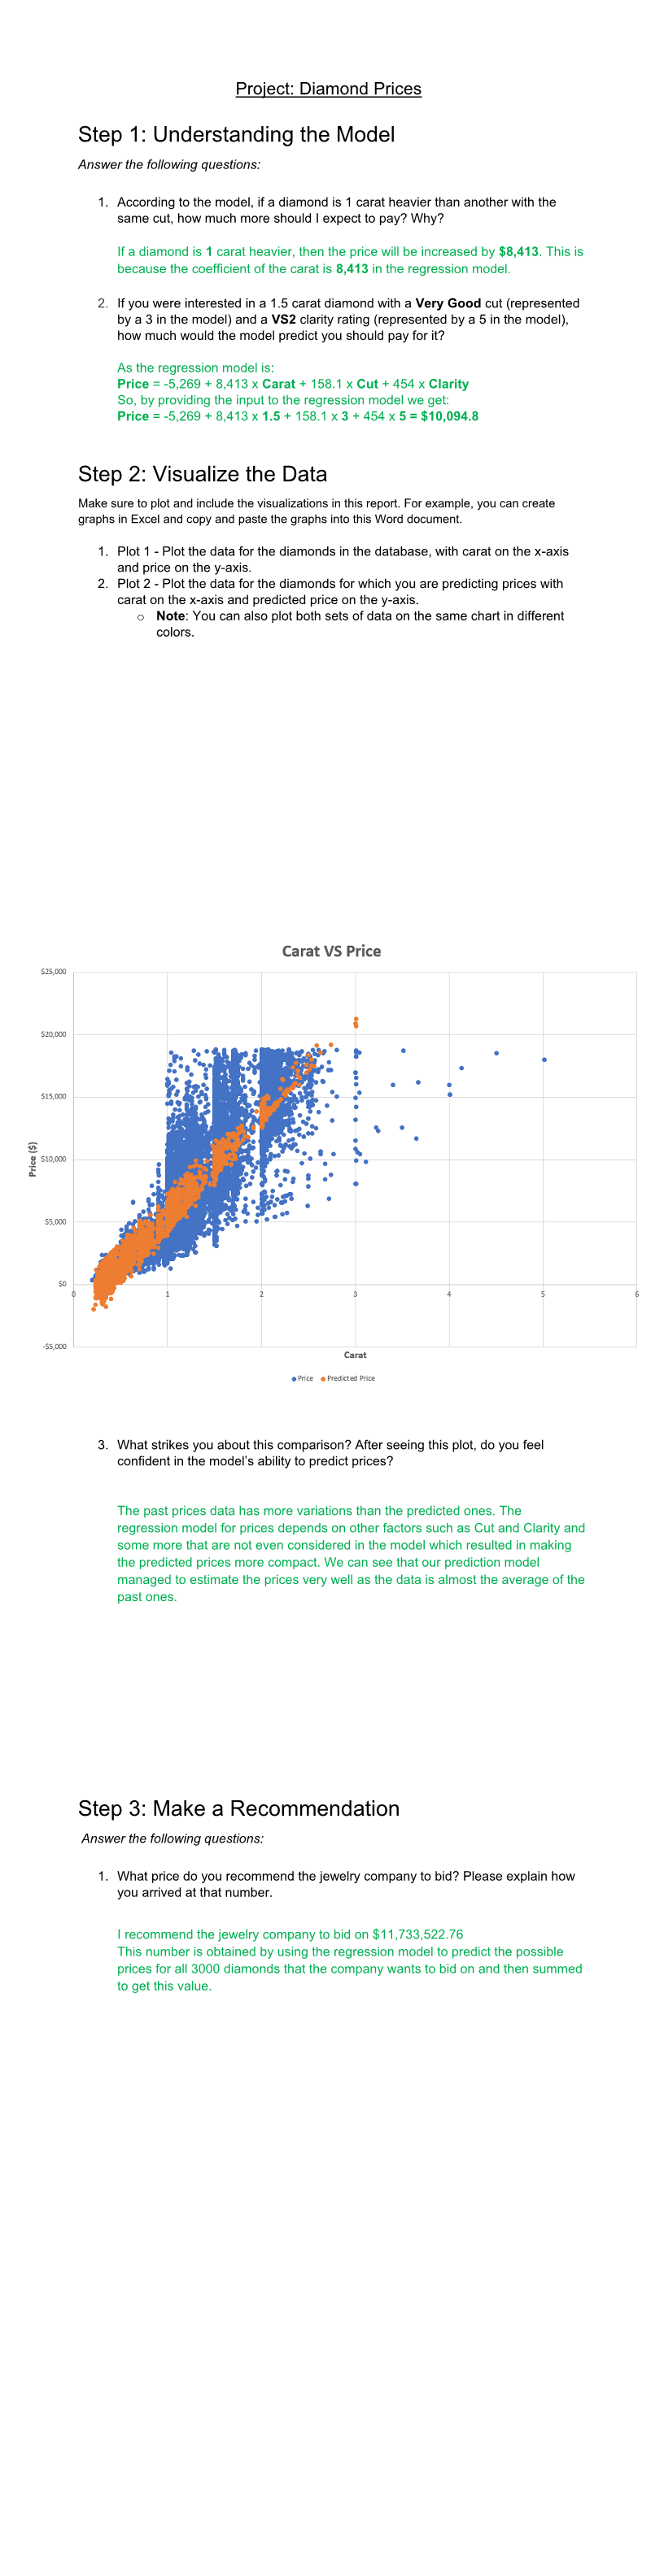 Project: Diamond Prices
Step 1: Understanding the Model
Answer the following questions:
1. According to the model, if a diamond is 1 carat heavier than another with the
same cut, how much more should I expect to pay? Why?
If a diamond is 1 carat heavier, then the price will be increased by $8,413. This is
because the coefficient of the carat is 8,413 in the regression model.
2. If you were interested in a 1.5 carat diamond with a Very Good cut (represented
by a 3 in the model) and a VS2 clarity rating (represented by a 5 in the model),
how much would the model predict you should pay for it?
As the regression model is:
Price = -5,269 + 8,413 x Carat + 158.1 x Cut + 454 x Clarity
So, by providing the input to the regression model we get:
Price = -5,269 + 8,413 x 1.5 + 158.1 x 3 + 454 x 5 = $10,094.8
Step 2: Visualize the Data
Make sure to plot and include the visualizations in this report. For example, you can create
graphs in Excel and copy and paste the graphs into this Word document.
1. Plot 1 - Plot the data for the diamonds in the database, with carat on the x-axis
and price on the y-axis.
2. Plot 2 - Plot the data for the diamonds for which you are predicting prices with
carat on the x-axis and predicted price on the y-axis.
o Note: You can also plot both sets of data on the same chart in different
colors.
Carat VS Price
$25,000
$20,000
$15,000
$10,000
$5,000
$0
-$5,000
Price ($)
0 1 2 3 4 5 6
Carat
Price Predicted Price
3. What strikes you about this comparison? After seeing this plot, do you feel
confident in the model's ability to predict prices?
The past prices data has more variations than the predicted ones. The
regression model for prices depends on other factors such as Cut and Clarity and
some more that are not even considered in the model which resulted in making
the predicted prices more compact. We can see that our prediction model
managed to estimate the prices very well as the data is almost the average of the
past ones.
Step 3: Make a Recommendation
Answer the following questions:
1. What price do you recommend the jewelry company to bid? Please explain how
you arrived at that number.
I recommend the jewelry company to bid on $11,733,522.76
This number is obtained by using the regression model to predict the possible
prices for all 3000 diamonds that the company wants to bid on and then summed
to get this value.